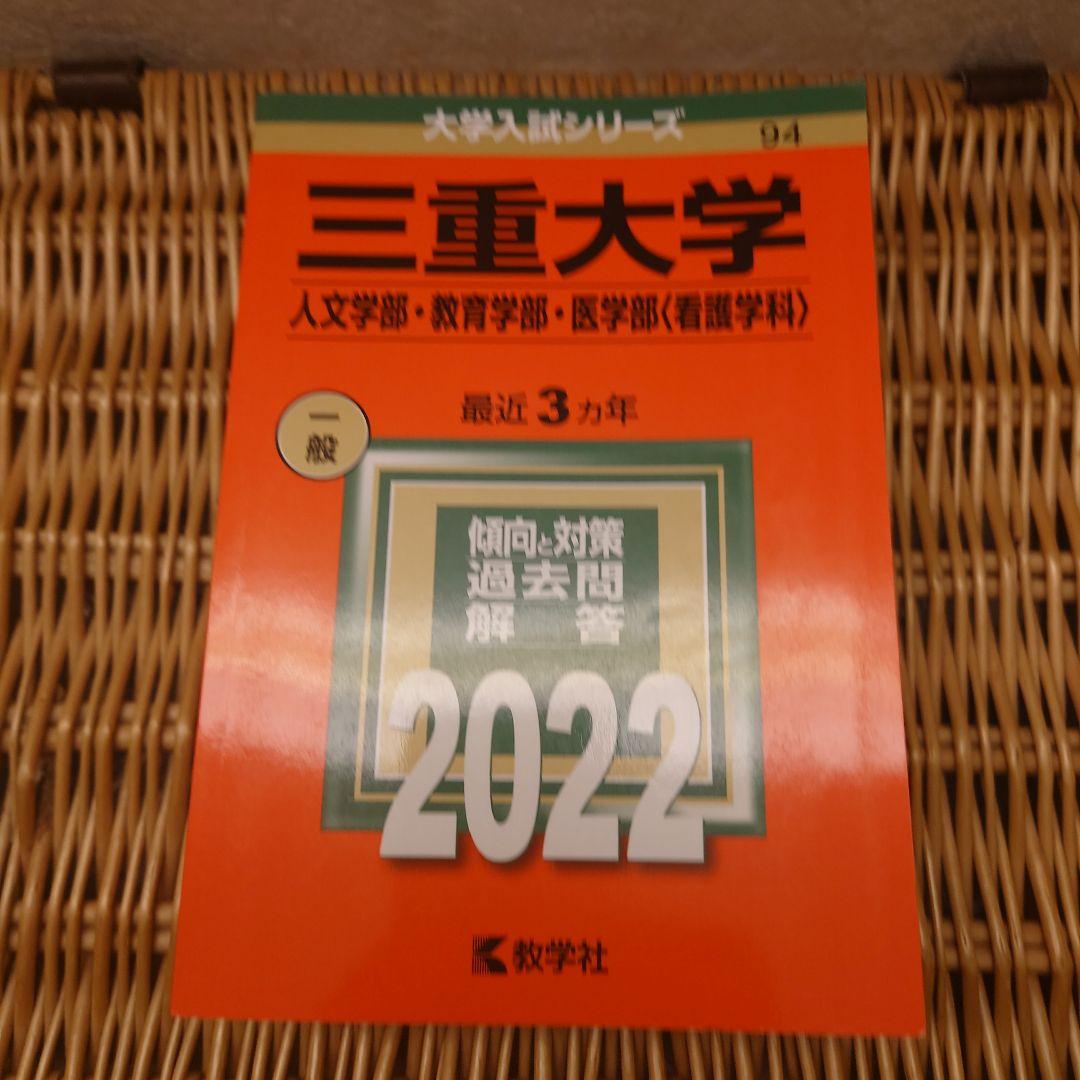 大学入試シリーズ
94
三重大学
人文学部・教育学部・医学部〈看護学科〉
最近3カ年
一般
傾向と対策
過去問
解答
2022
教学社